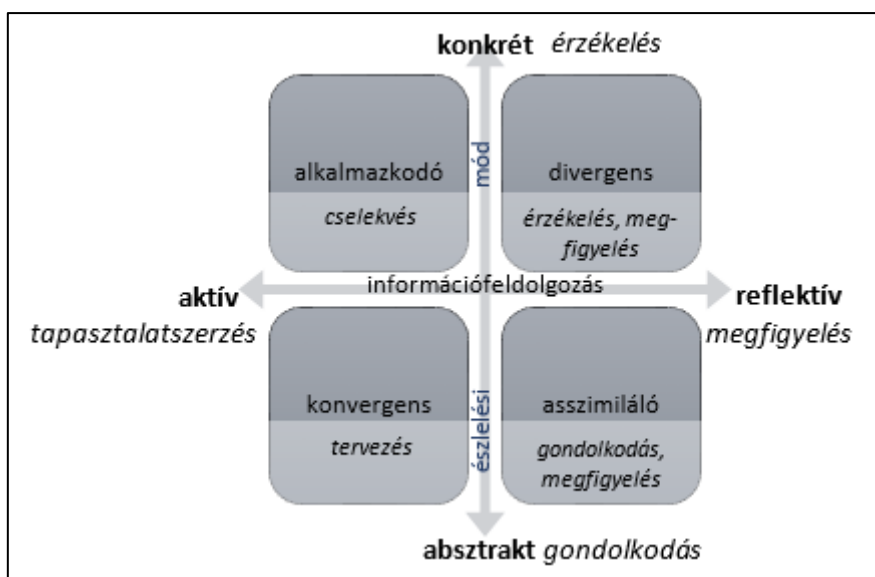 konkrét érzékelés
alkalmazkodó
cselekvés
mód
divergens
érzékelés, meg-
figyelés
információfeldolgozás
aktív
tapasztalatszerzés
reflektív
megfigyelés
konvergens
tervezés
észlelési
asszimiláló
gondolkodás,
megfigyelés
absztrakt gondolkodás